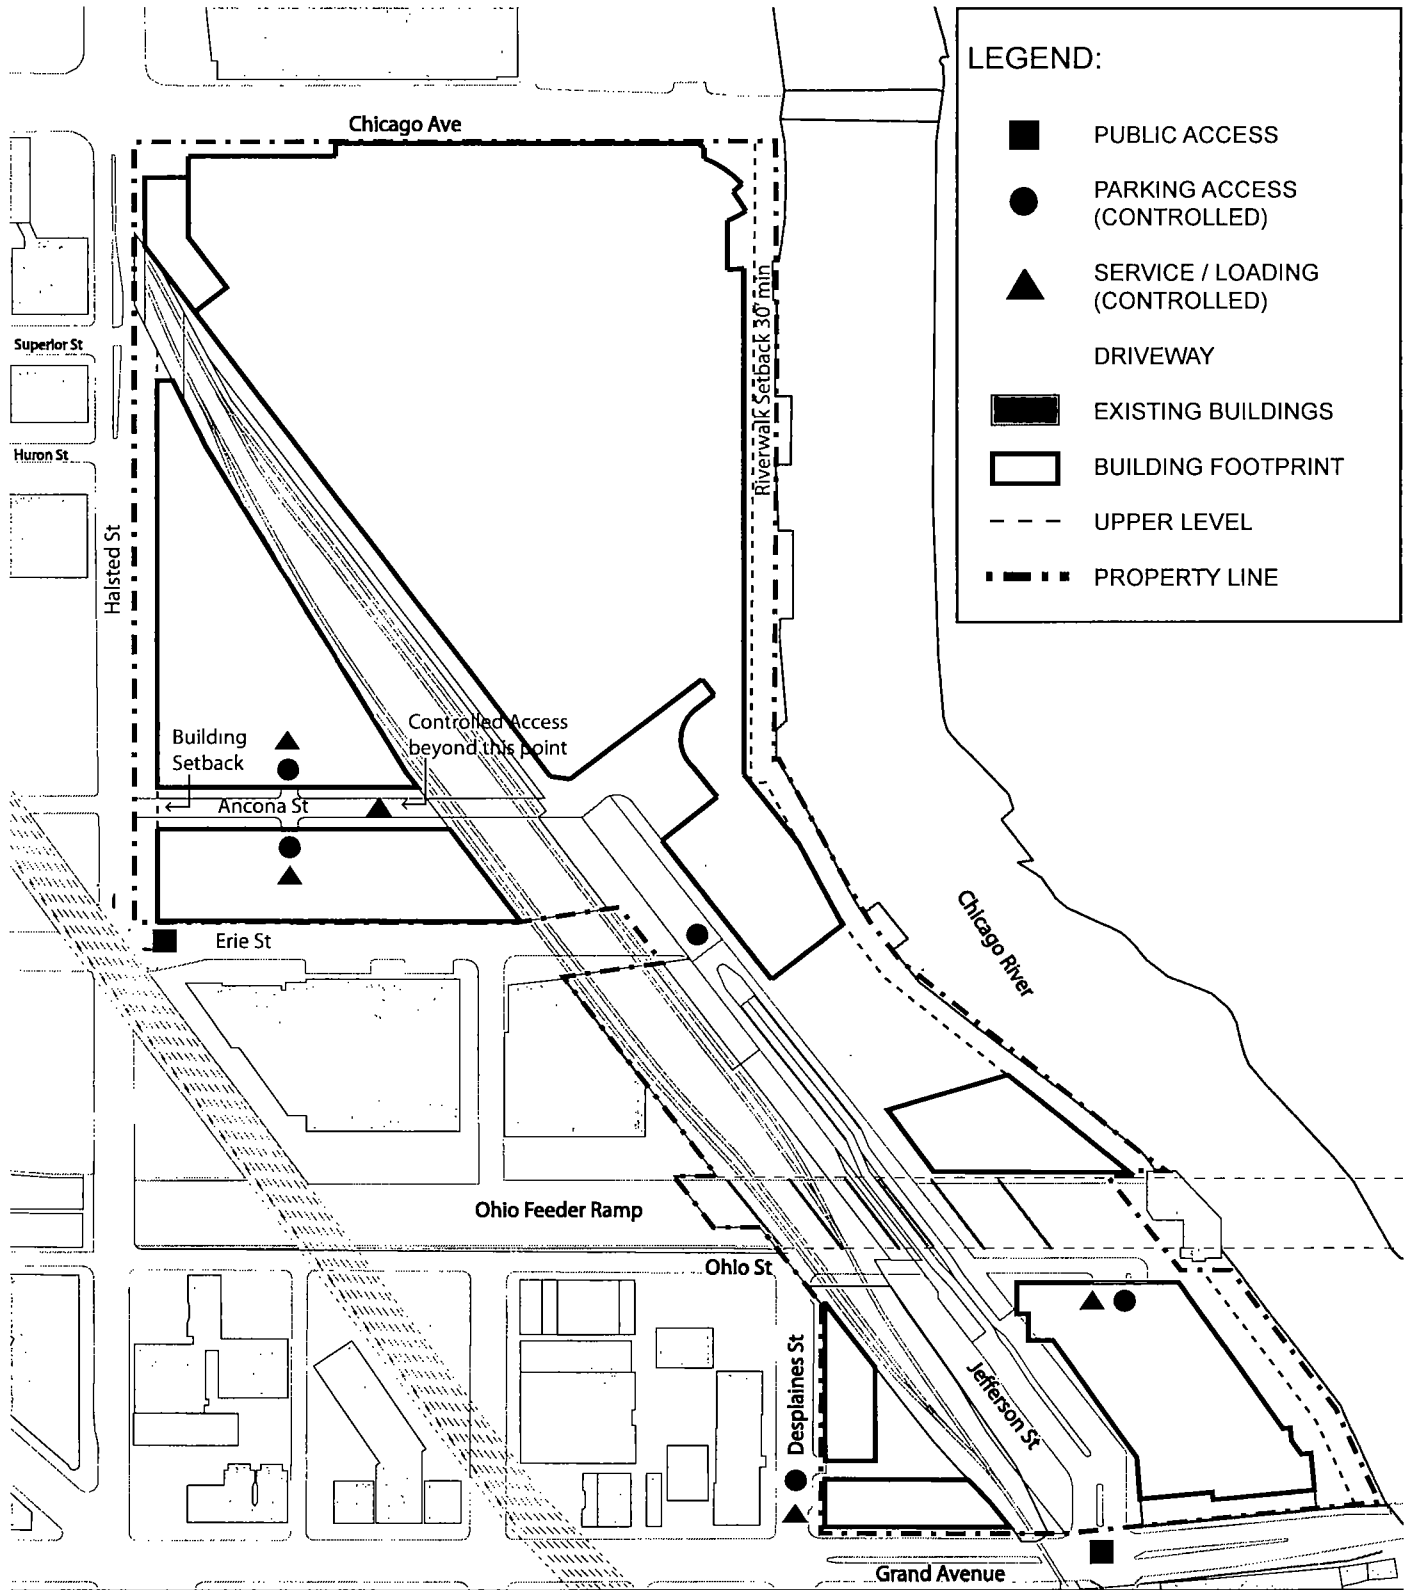 LEGEND:
PUBLIC ACCESS
PARKING ACCESS
(CONTROLLED)
SERVICE / LOADING
(CONTROLLED)
DRIVEWAY
EXISTING BUILDINGS
BUILDING FOOTPRINT
UPPER LEVEL
PROPERTY LINE
Chicago Ave
Riverwalk Setback 30' min
Superior St
Huron St
Halsted St
Building
Setback
Controlled Access
beyond this point
Ancona St
Erie St
Chicago River
Ohio Feeder Ramp
Ohio St
Desplaines St
Jefferson St
Grand Avenue